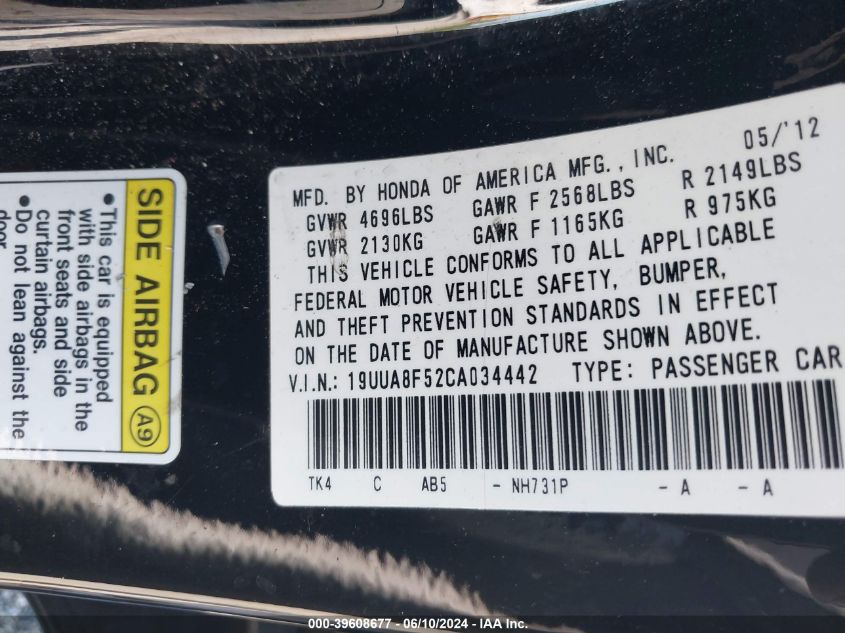 SIDE AIRBAG A9
•This car is equipped
with side airbags in the
front seats and side
curtain airbags.
•Do not lean against the
door.
05/'12
MFD. BY HONDA OF AMERICA MFG., INC.
GVWR 4696LBS GAWR F 2568LBS R 2149LBS
GVWR 2130KG GAWR F 1165KG R 975KG
THIS VEHICLE CONFORMS TO ALL APPLICABLE
FEDERAL MOTOR VEHICLE SAFETY, BUMPER,
AND THEFT PREVENTION STANDARDS IN EFFECT
ON THE DATE OF MANUFACTURE SHOWN ABOVE.
V.I.N.: 19UUA8F52CA034442 TYPE: PASSENGER CAR
TK4 C AB5 - NH731P - A - A
000-39608677 - 06/10/2024 - IAA, Inc.